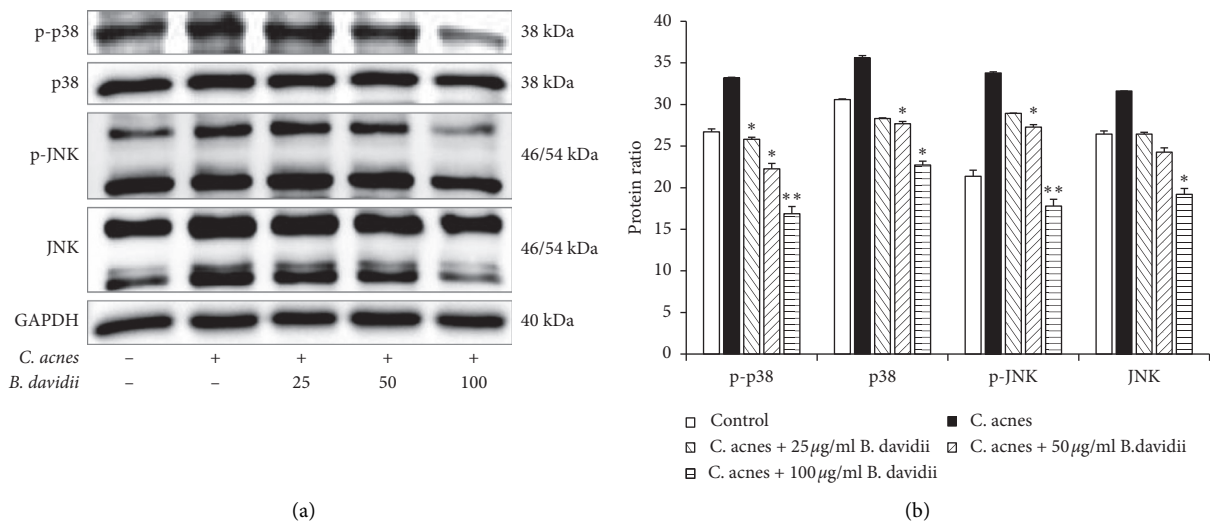 p-p38
38 kDa
p38
38 kDa
p-JNK
46/54 kDa
JNK
46/54 kDa
GAPDH
40 kDa
C. acnes – + + + +
B. davidii – – 25 50 100
(a)
40
35
30
25
20
15
10
5
0
Protein ratio
* * **
* *
* **
*
p-p38 p38 p-JNK JNK
Control C. acnes
C. acnes + 25 μg/ml B. davidii C. acnes + 50 μg/ml B.davidii
C. acnes + 100 μg/ml B. davidii
(b)